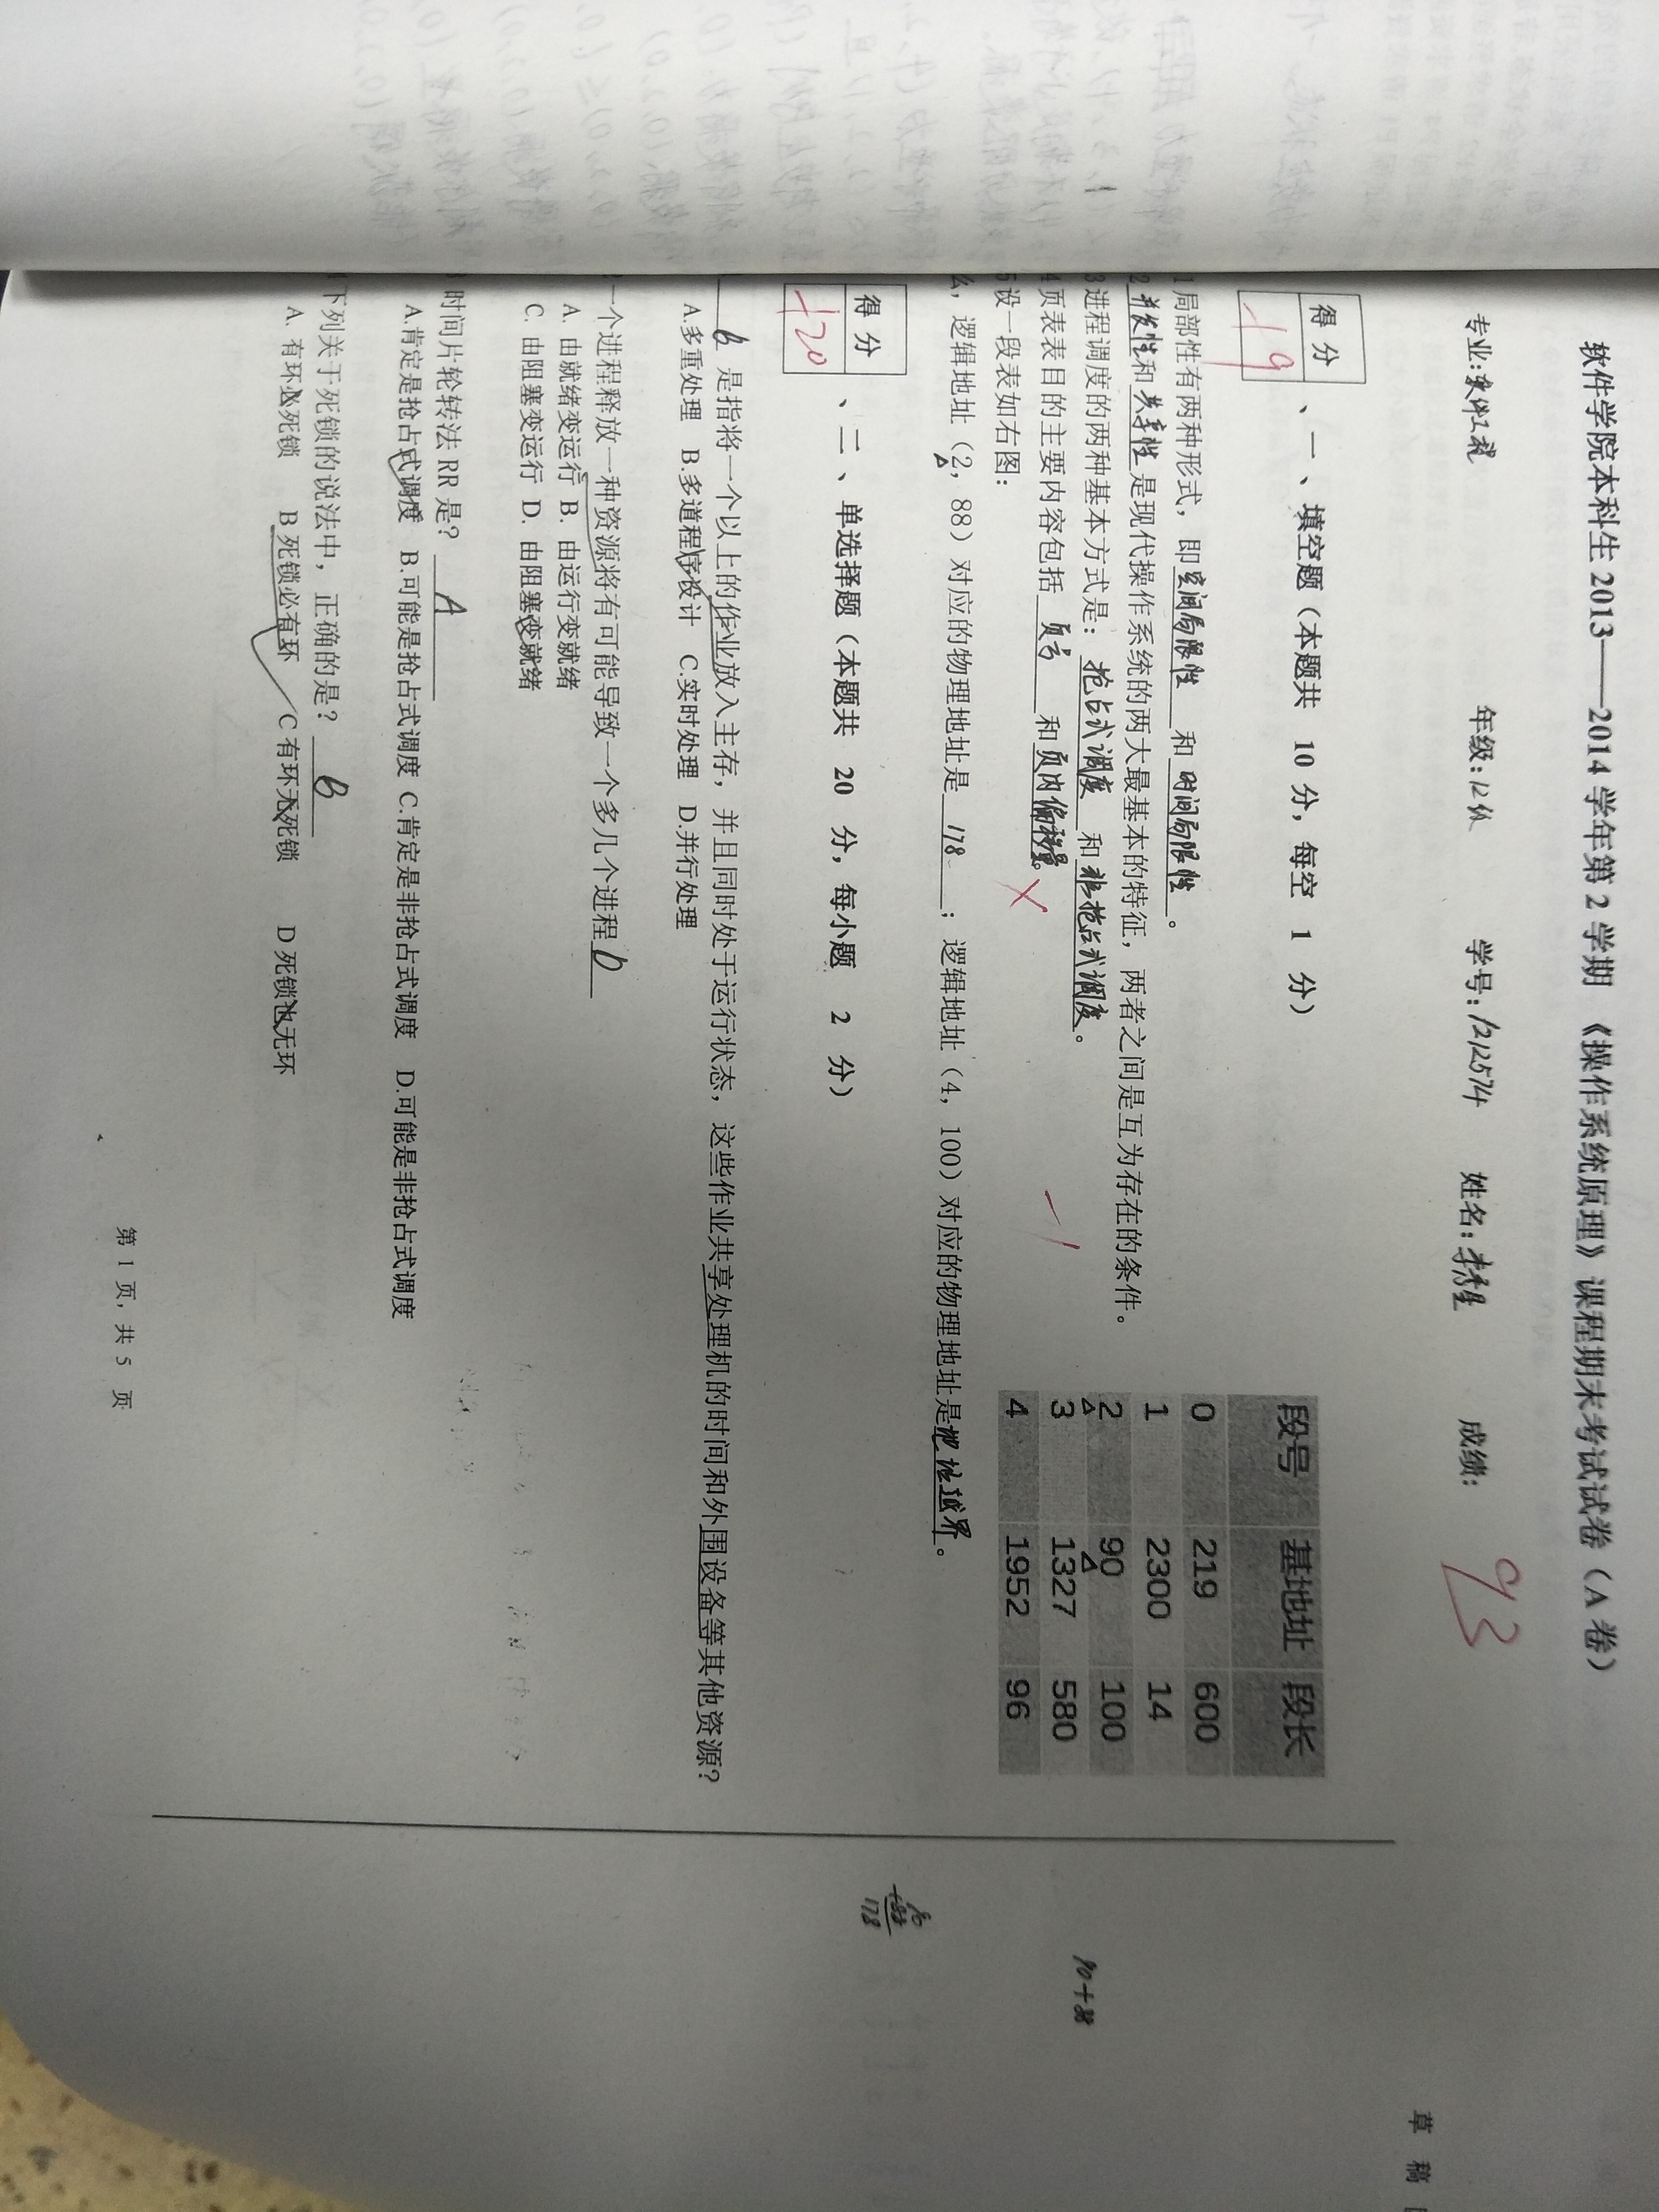 软件学院本科生 2013——2014 学年第 2 学期 《操作系统原理》课程期末考试试卷（A 卷）
专业：软件工程 年级：12级 学号：1212574 姓名：李秀星 成绩： 93
草 稿
得 分
+9
、一 、填空题（本题共 10 分，每空 1 分）
段号 基地址 段长
0 219 600
1 2300 14
2 90 100
3 1327 580
4 1952 96
1局部性有两种形式，即空间局限性 和 时间局限性。
2并发性和共享性是现代操作系统的两大最基本的特征，两者之间是互为存在的条件。
3进程调度的两种基本方式是：抢占式调度 和非抢占式调度。
4页表表目的主要内容包括 页号 和页内偏移量。 × -1
5设一段表如右图：
么，逻辑地址（2，88）对应的物理地址是 178 ；逻辑地址（4，100）对应的物理地址是地址越界。
90+88
90
+88
178
得 分
+20
、二 、单选择题（本题共 20 分，每小题 2 分）
B 是指将一个以上的作业放入主存，并且同时处于运行状态，这些作业共享处理机的时间和外围设备等其他资源？
A.多重处理 B.多道程序设计 C.实时处理 D.并行处理
一个进程释放一种资源将有可能导致一个多几个进程D
A. 由就绪变运行 B. 由运行变就绪
C. 由阻塞变运行 D. 由阻塞变就绪
时间片轮转法 RR 是？ A
A.肯定是抢占式调度 B.可能是抢占式调度 C.肯定是非抢占式调度 D.可能是非抢占式调度
下列关于死锁的说法中，正确的是？ B
A. 有环必死锁 B 死锁必有环 C 有环无死锁 D 死锁也无环
第 1 页，共 5 页